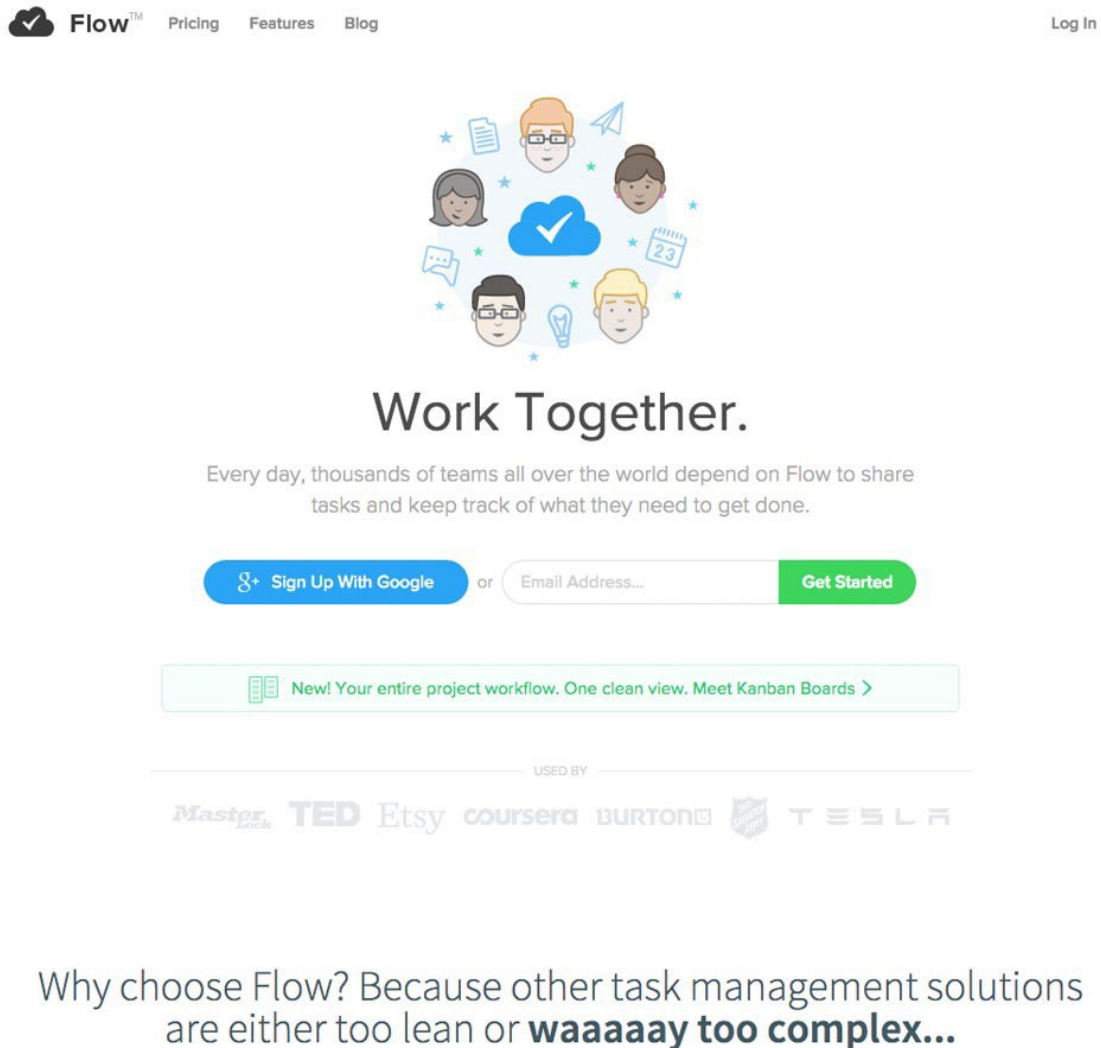 Flow™ Pricing Features Blog Log In
23
Work Together.
Every day, thousands of teams all over the world depend on Flow to share
tasks and keep track of what they need to get done.
g+ Sign Up With Google or Email Address... Get Started
New! Your entire project workflow. One clean view. Meet Kanban Boards >
USED BY
Master Lock TED Etsy coursera BURTON THE SALVATION ARMY TESLA
Why choose Flow? Because other task management solutions
are either too lean or waaaaay too complex...